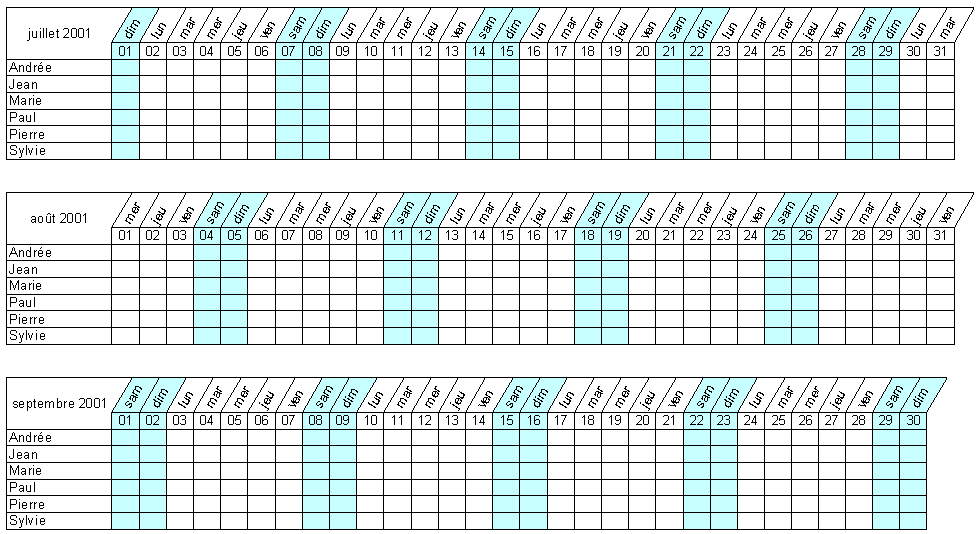 juillet 2001 dim lun mar mer jeu ven sam dim lun mar mer jeu ven sam dim lun mar mer jeu ven sam dim lun mar mer jeu ven sam dim lun mar
01 02 03 04 05 06 07 08 09 10 11 12 13 14 15 16 17 18 19 20 21 22 23 24 25 26 27 28 29 30 31
Andrée
Jean
Marie
Paul
Pierre
Sylvie
août 2001 mer jeu ven sam dim lun mar mer jeu ven sam dim lun mar mer jeu ven sam dim lun mar mer jeu ven sam dim lun mar mer jeu ven
01 02 03 04 05 06 07 08 09 10 11 12 13 14 15 16 17 18 19 20 21 22 23 24 25 26 27 28 29 30 31
Andrée
Jean
Marie
Paul
Pierre
Sylvie
septembre 2001 sam dim lun mar mer jeu ven sam dim lun mar mer jeu ven sam dim lun mar mer jeu ven sam dim lun mar mer jeu ven sam dim
01 02 03 04 05 06 07 08 09 10 11 12 13 14 15 16 17 18 19 20 21 22 23 24 25 26 27 28 29 30
Andrée
Jean
Marie
Paul
Pierre
Sylvie